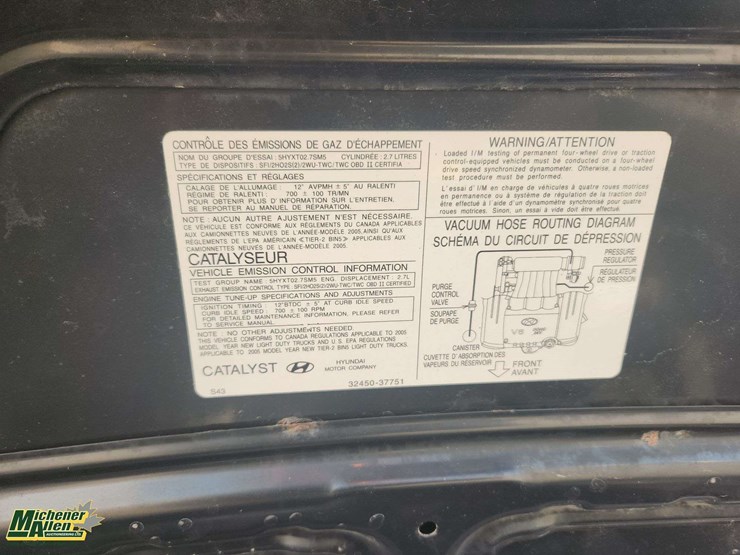 CONTRÔLE DES ÉMISSIONS DE GAZ D'ÉCHAPPEMENT
NOM DU GROUPE D'ESSAI : 5HYXT02.7SM5 CYLINDRÉE : 2.7 LITRES
TYPE DE DISPOSITIFS : SFI/2HO2S(2)/2WU-TWC/TWC OBD II CERTIFIA
SPÉCIFICATIONS ET RÉGLAGES
CALAGE DE L'ALLUMAGE : 12° AVPMH ± 5° AU RALENTI
RÉGIME DE RALENTI : 700 ± 100 TR/MN
POUR OBTENIR PLUS D'INFORMATIONS, SE
REPORTER AU MANUEL DE RÉPARATION.
NOTE : AUCUN AUTRE AJUSTEMENT N'EST NÉCESSAIRE.
CE VÉHICULE EST CONFORME AUX RÈGLEMENTS DU CANADA APPLICABLES
AUX CAMIONNETTES NEUVES DE L'ANNÉE-MODÈLE 2005, AINSI QU'AUX
RÈGLEMENTS DE L'EPA AMÉRICAIN <TIER-2 BIN5> APPLICABLES AUX
CAMIONNETTES NEUVES DE L'ANNÉE-MODÈLE 2005.
CATALYSEUR
VEHICLE EMISSION CONTROL INFORMATION
TEST GROUP NAME : 5HYXT02.7SM5 ENG. DISPLACEMENT : 2.7L
EXHAUST EMISSION CONTROL TYPE : SFI/2HO2S(2)/2WU-TWC/TWC OBD II CERTIFIED
ENGINE TUNE-UP SPECIFICATIONS AND ADJUSTMENTS
IGNITION TIMING : 12°BTDC ± 5° AT CURB IDLE SPEED
CURB IDLE SPEED : 700 ± 100 RPM
FOR DETAILED MAINTENANCE INFORMATION, PLEASE REFER
TO SERVICE MANUAL.
NOTE : NO OTHER ADJUSTMENTS NEEDED.
THIS VEHICLE CONFORMS TO CANADA REGULATIONS APPLICABLE TO 2005
MODEL YEAR NEW LIGHT DUTY TRUCKS AND U.S. EPA REGULATIONS
APPLICABLE TO 2005 MODEL YEAR NEW LIGHT DUTY TRUCKS.
CATALYST HYUNDAI
MOTOR COMPANY
S43
32450-37751
WARNING/ATTENTION
Loaded I/M testing of permanent four-wheel drive or traction
control-equipped vehicles must be conducted on a four-wheel
drive speed synchronized dynamometer. Otherwise, a non-loaded
test procedure must be performed.
L'essai d'I/M en charge de véhicules à quatre roues motrices
en permanence ou à système de régulation de la traction doit
être effectué à l'aide d'un dynamomètre synchronisé pour quatre
roues motrices. Sinon, un essai à vide doit être effectué.
VACUUM HOSE ROUTING DIAGRAM
SCHÉMA DU CIRCUIT DE DÉPRESSION
PRESSURE
REGULATOR
RÉGULATEUR
DE PRESSION
PURGE
CONTROL
VALVE
SOUPAPE
DE PURGE
V6
CANISTER
CUVETTE D'ABSORPTION DES
VAPEURS DU RÉSERVOIR
FRONT
AVANT
Michener
Allen
AUCTIONEERING LTD.